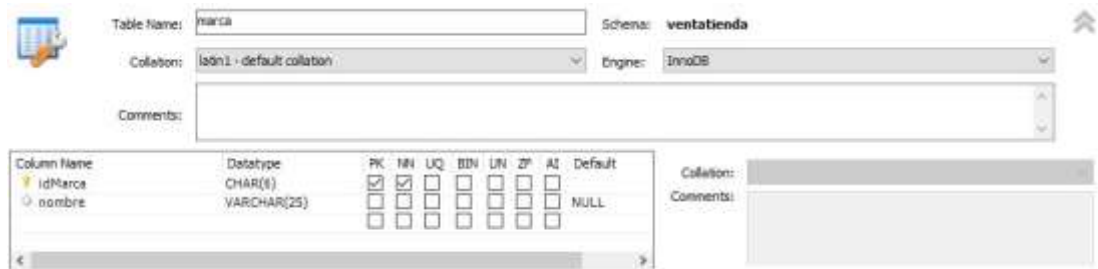 Table Name: marca Schema: ventatienda
Collation: latin1 - default collation Engine: InnoDB
Comments:
Column Name Datatype PK NN UQ BIN UN ZF AI Default
idMarca CHAR(6)
nombre VARCHAR(25) NULL
Collation:
Comments: